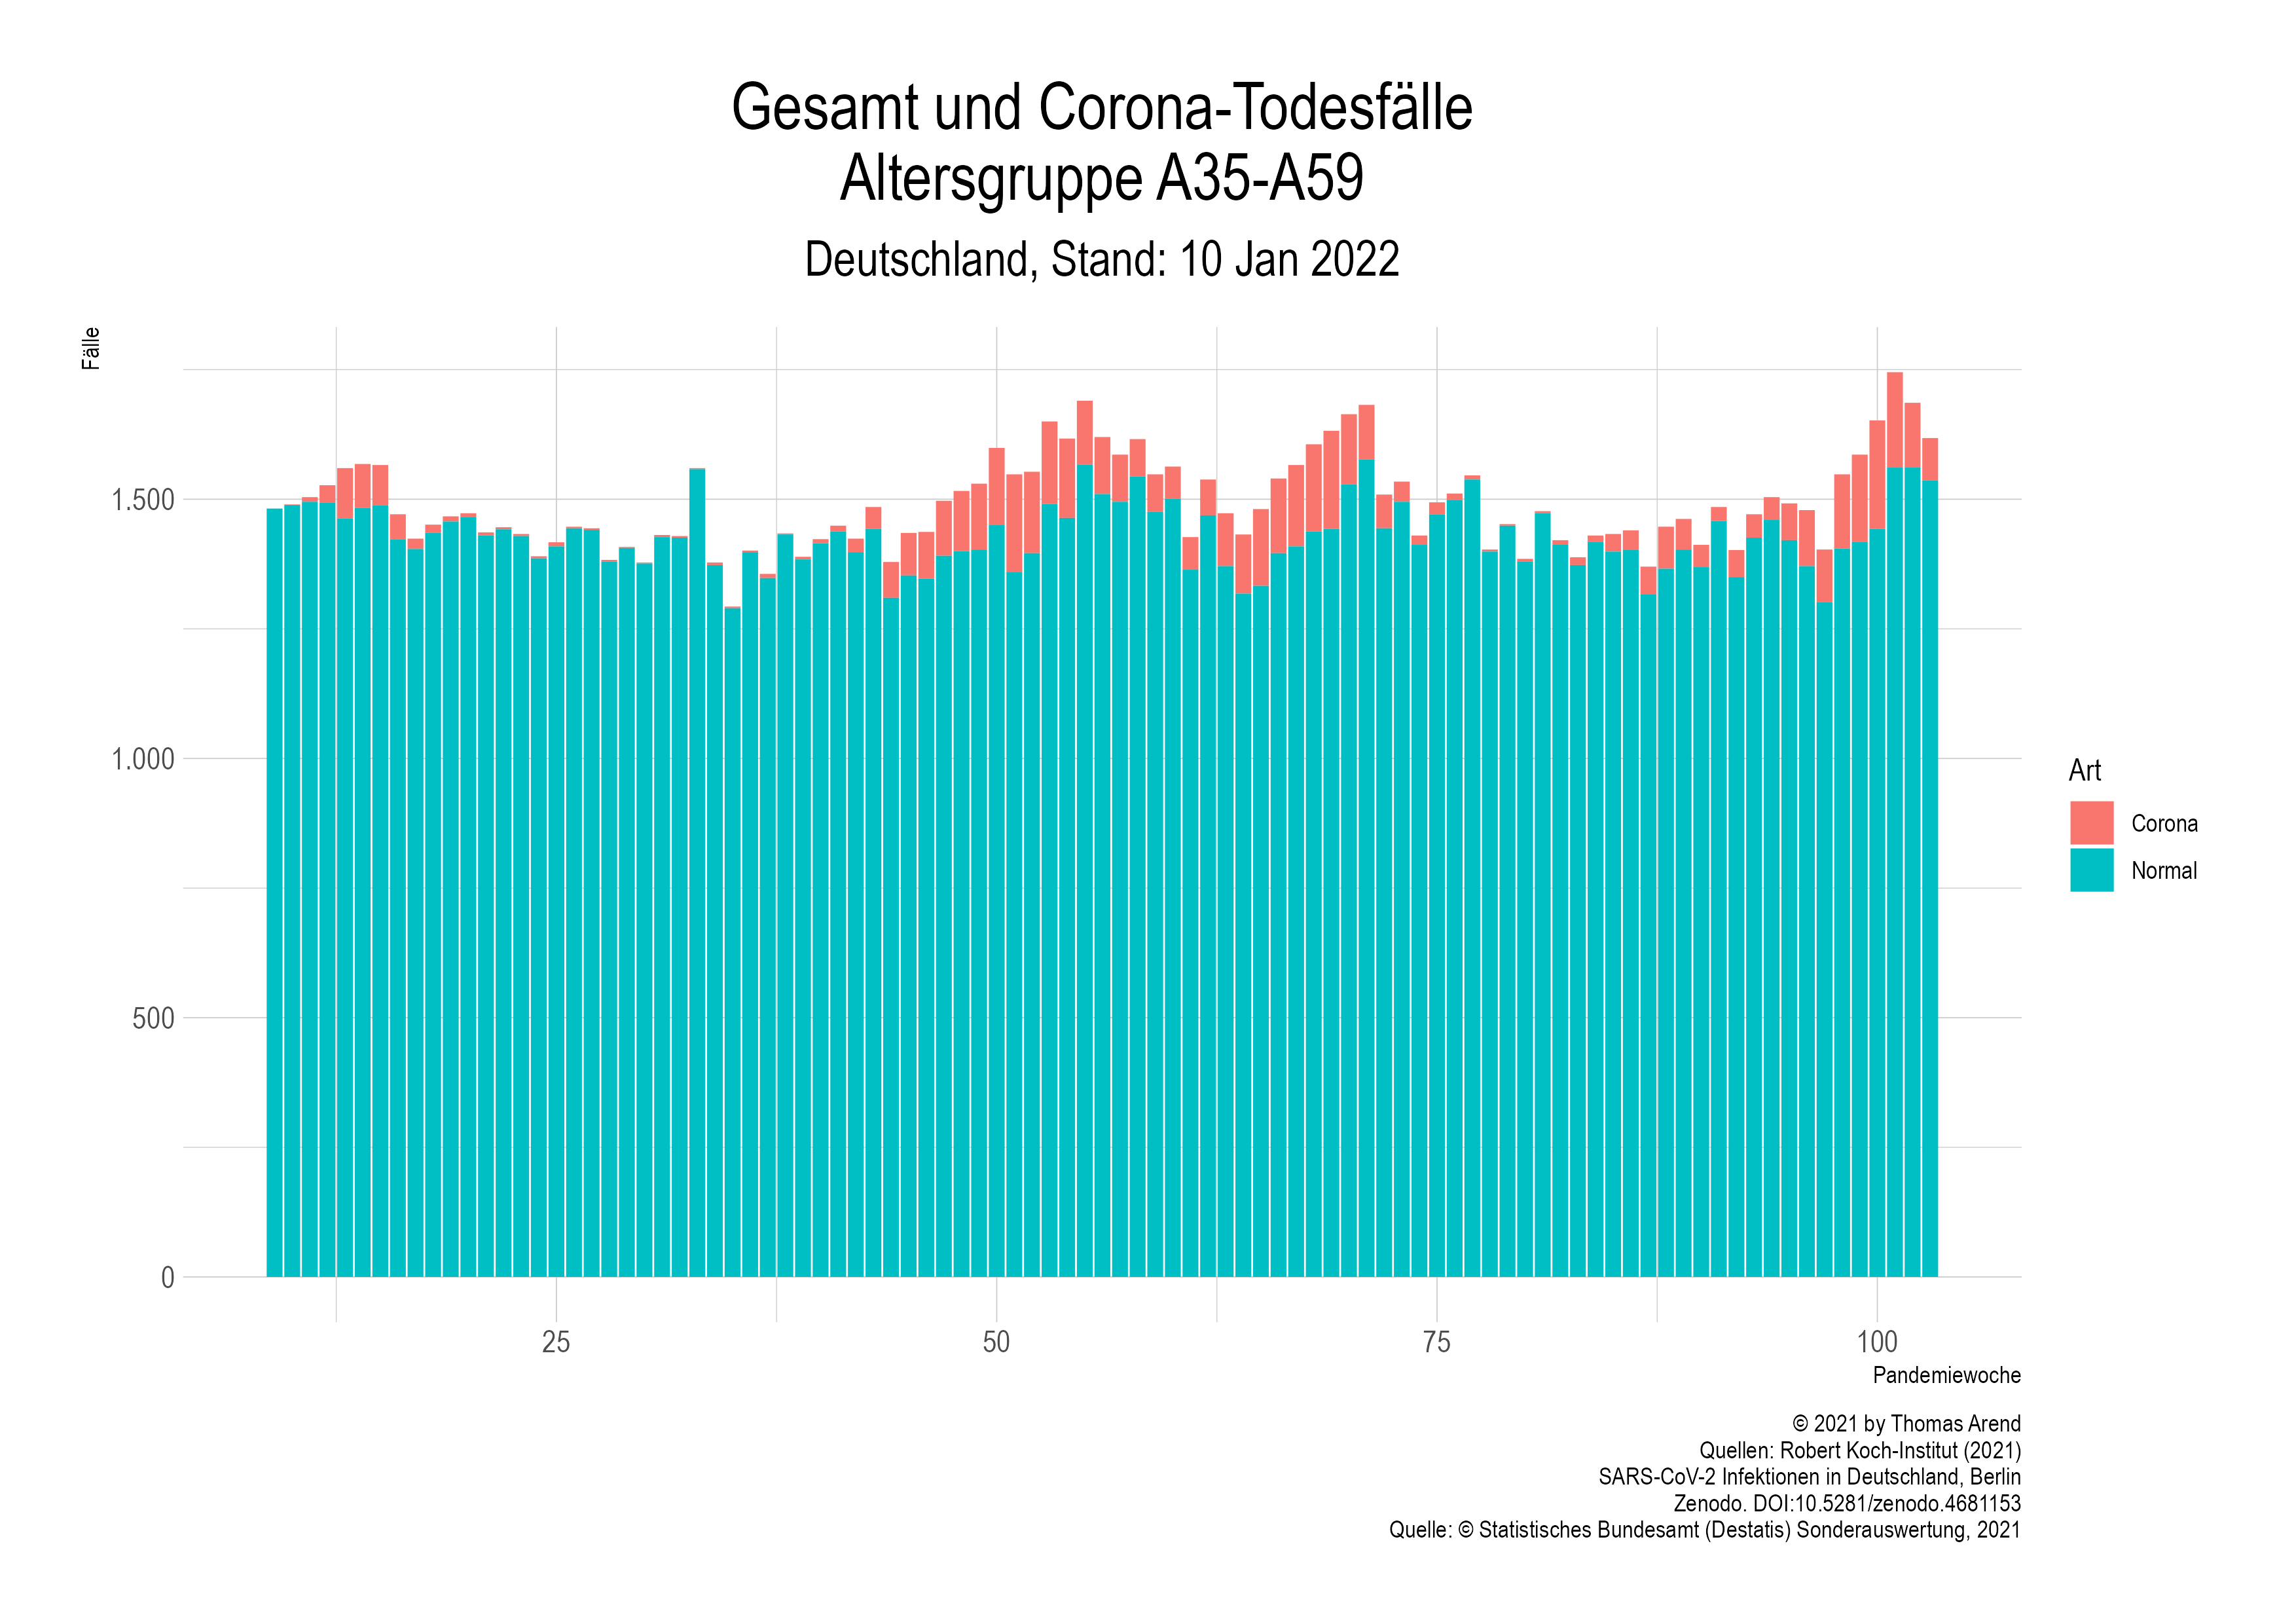 Gesamt und Corona-Todesfälle
Altersgruppe A35-A59
Deutschland, Stand: 10 Jan 2022
Fälle
1.500
1.000
500
0
25
50
75
100
Pandemiewoche
Art
Corona
Normal
© 2021 by Thomas Arend
Quellen: Robert Koch-Institut (2021)
SARS-CoV-2 Infektionen in Deutschland, Berlin
Zenodo. DOI:10.5281/zenodo.4681153
Quelle: © Statistisches Bundesamt (Destatis) Sonderauswertung, 2021